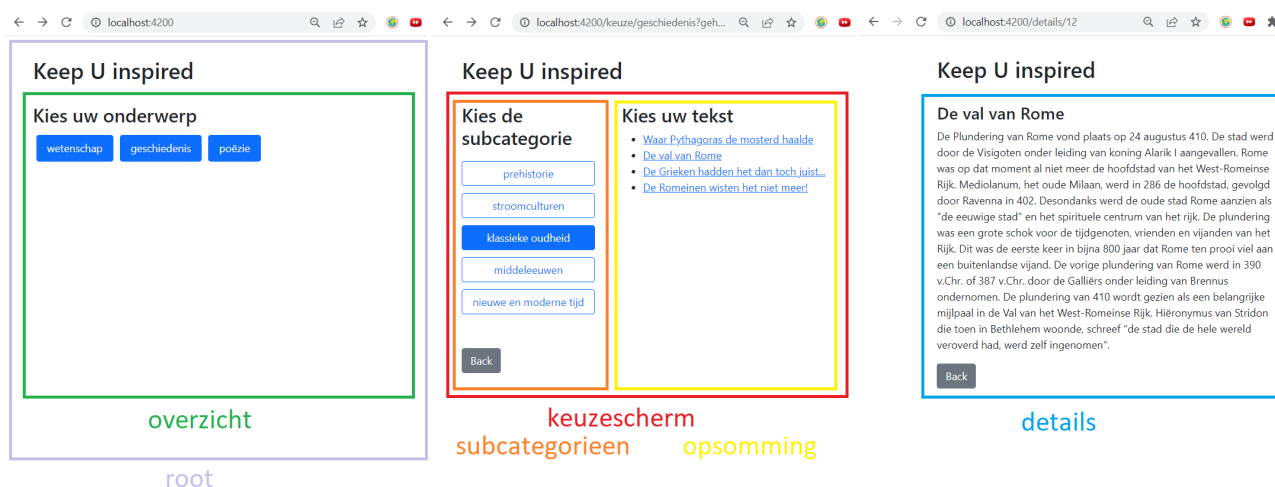 localhost:4200
Keep U inspired
Kies uw onderwerp
wetenschap
geschiedenis
poëzie
overzicht
root
localhost:4200/keuze/geschiedenis?geh...
Keep U inspired
Kies de
subcategorie
prehistorie
stroomculturen
klassieke oudheid
middeleeuwen
nieuwe en moderne tijd
Back
Kies uw tekst
Waar Pythagoras de mosterd haalde
De val van Rome
De Grieken hadden het dan toch juist...
De Romeinen wisten het niet meer!
keuzescherm
subcategorieen
opsomming
localhost:4200/details/12
Keep U inspired
De val van Rome
De Plundering van Rome vond plaats op 24 augustus 410. De stad werd
door de Visigoten onder leiding van koning Alarik I aangevallen. Rome
was op dat moment al niet meer de hoofdstad van het West-Romeinse
Rijk. Mediolanum, het oude Milaan, werd in 286 de hoofdstad, gevolgd
door Ravenna in 402. Desondanks werd de oude stad Rome aanzien als
"de eeuwige stad" en het spirituele centrum van het rijk. De plundering
was een grote schok voor de tijdgenoten, vrienden en vijanden van het
Rijk. Dit was de eerste keer in bijna 800 jaar dat Rome ten prooi viel aan
een buitenlandse vijand. De vorige plundering van Rome werd in 390
v.Chr. of 387 v.Chr. door de Galliërs onder leiding van Brennus
ondernomen. De plundering van 410 wordt gezien als een belangrijke
mijlpaal in de Val van het West-Romeinse Rijk. Hiëronymus van Stridon
die toen in Bethlehem woonde, schreef "de stad die de hele wereld
veroverd had, werd zelf ingenomen".
Back
details